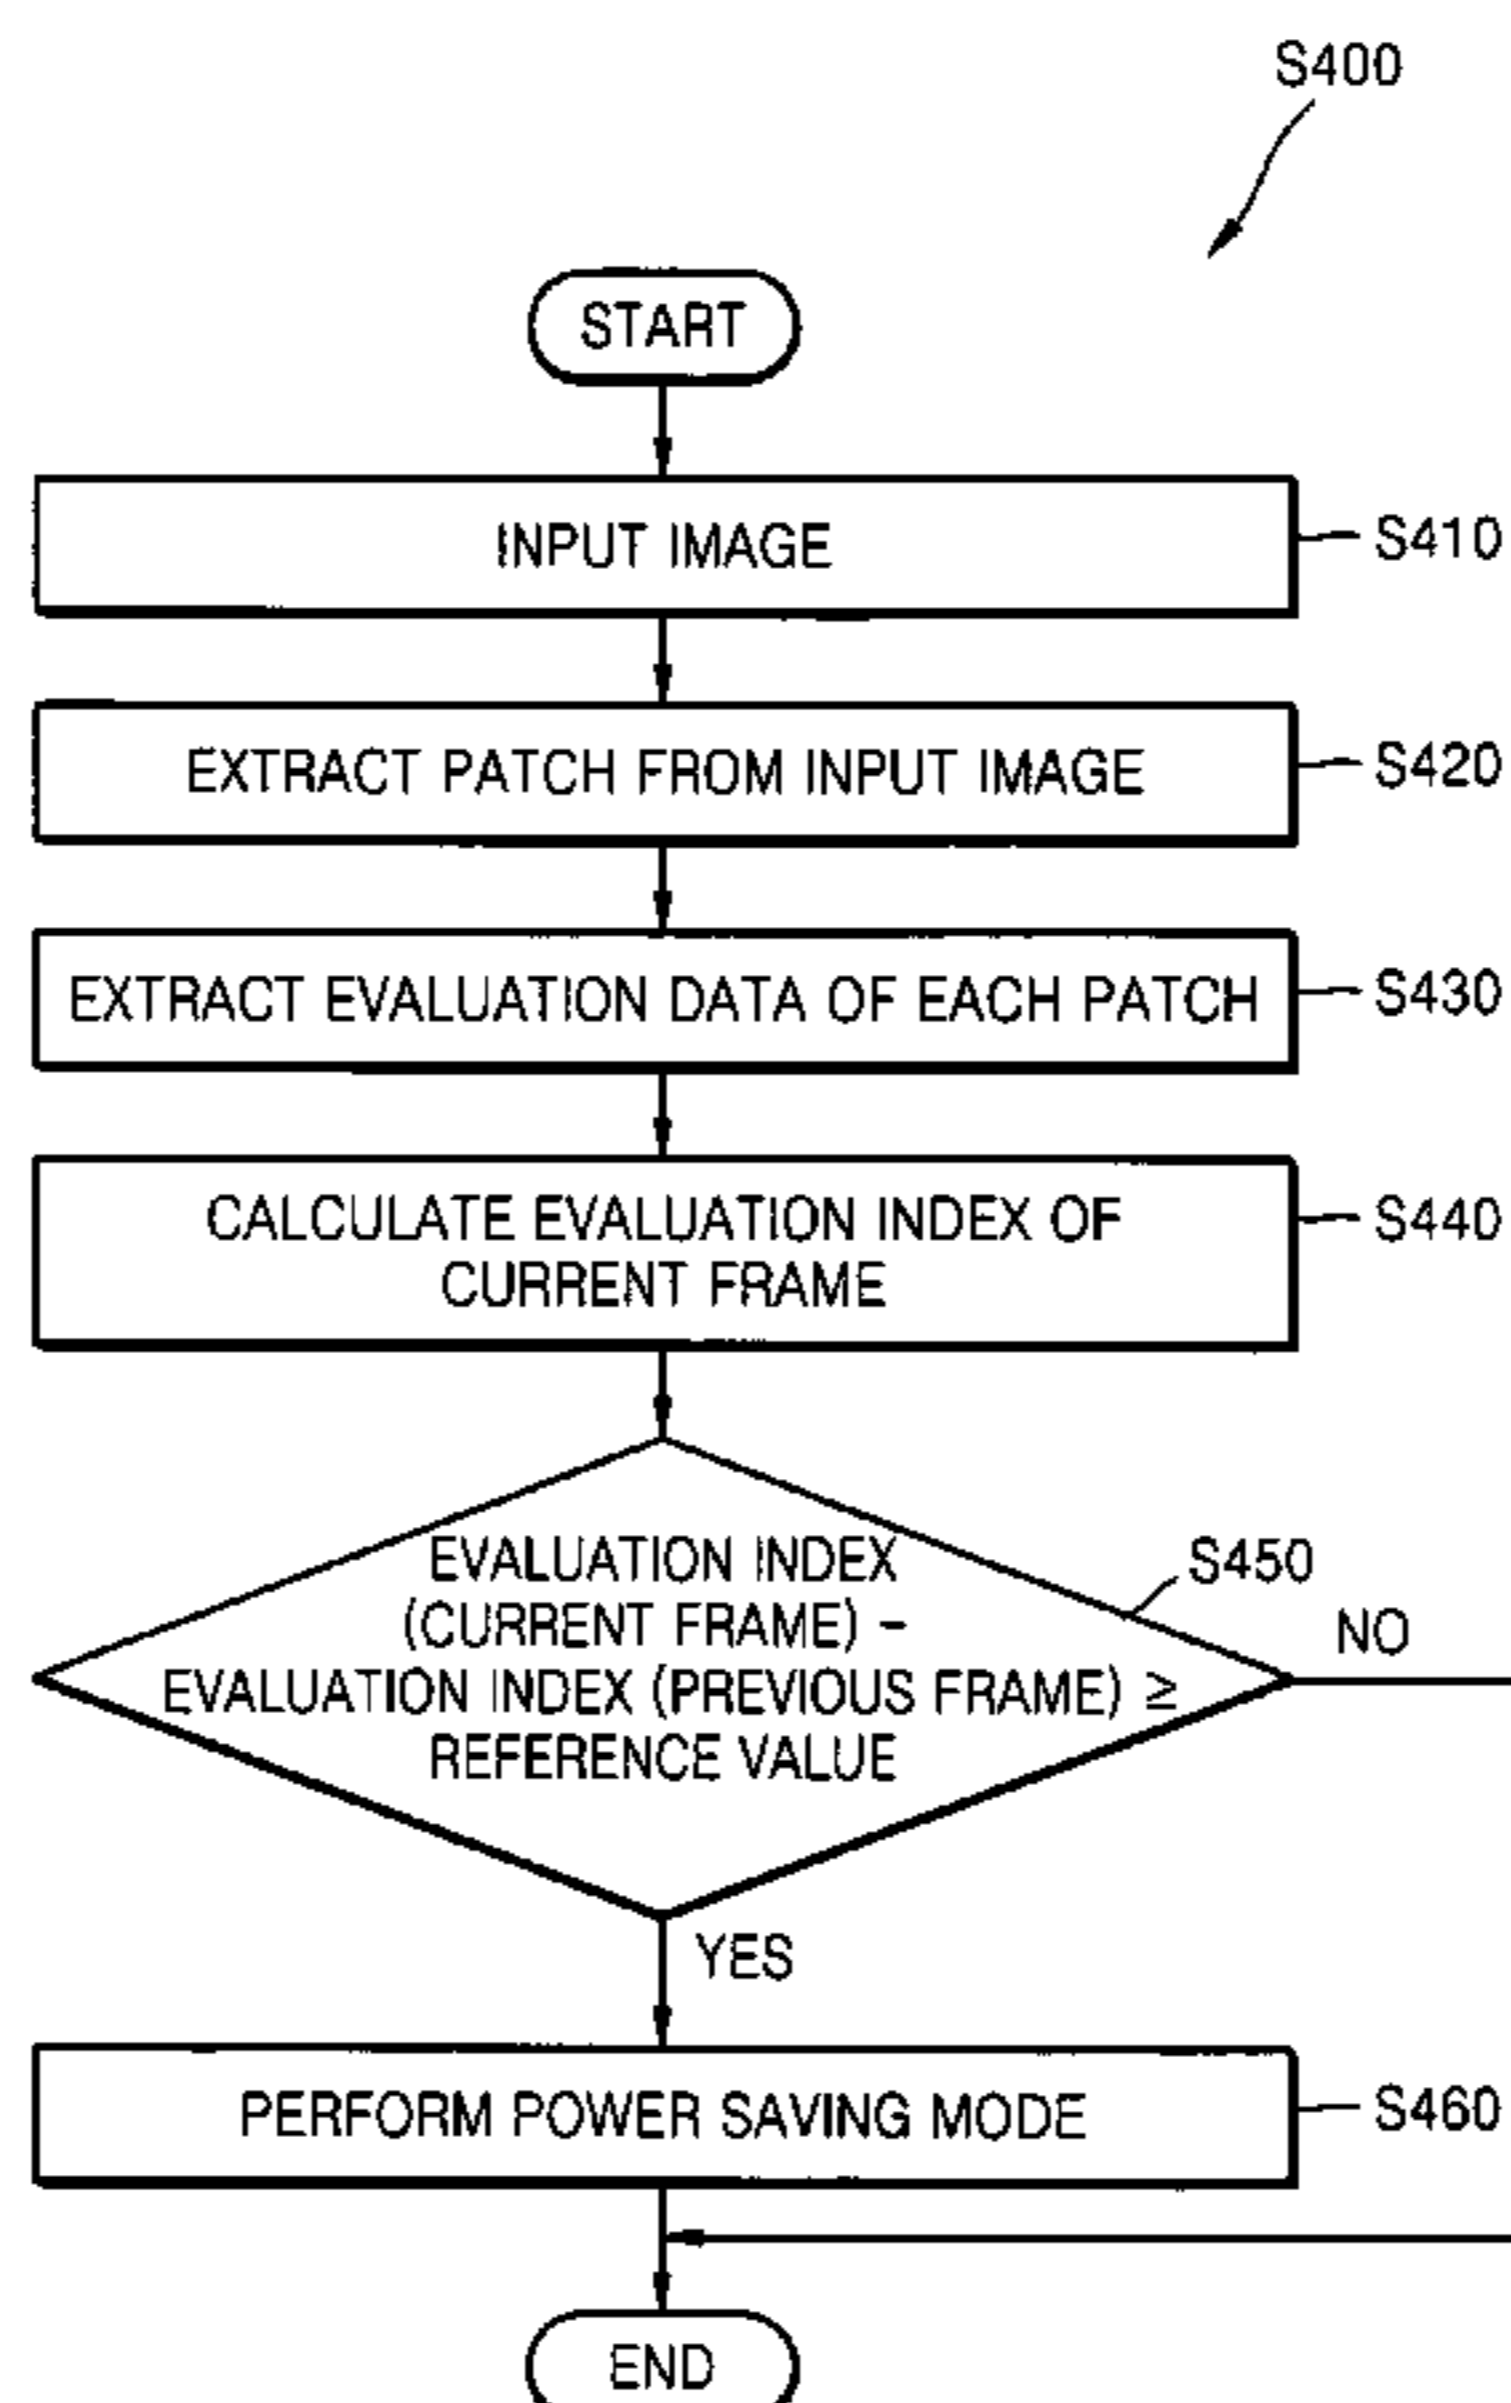 S400
START
INPUT IMAGE
S410
EXTRACT PATCH FROM INPUT IMAGE
S420
EXTRACT EVALUATION DATA OF EACH PATCH
S430
CALCULATE EVALUATION INDEX OF
CURRENT FRAME
S440
EVALUATION INDEX
(CURRENT FRAME) -
EVALUATION INDEX (PREVIOUS FRAME) ≥
REFERENCE VALUE
S450
NO
YES
PERFORM POWER SAVING MODE
S460
END